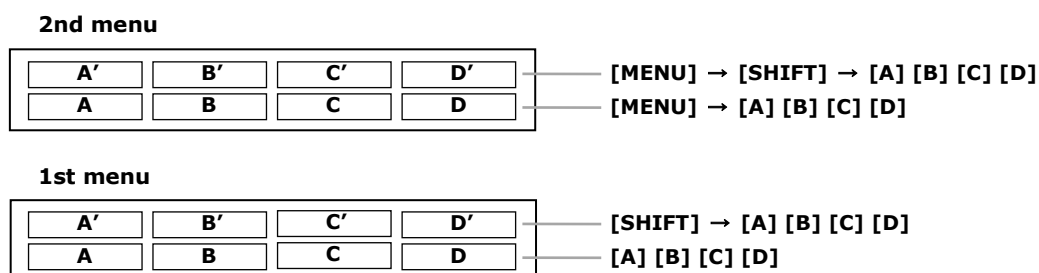 2nd menu
A′ B′ C′ D′ [MENU] → [SHIFT] → [A] [B] [C] [D]
A B C D [MENU] → [A] [B] [C] [D]
1st menu
A′ B′ C′ D′ [SHIFT] → [A] [B] [C] [D]
A B C D [A] [B] [C] [D]